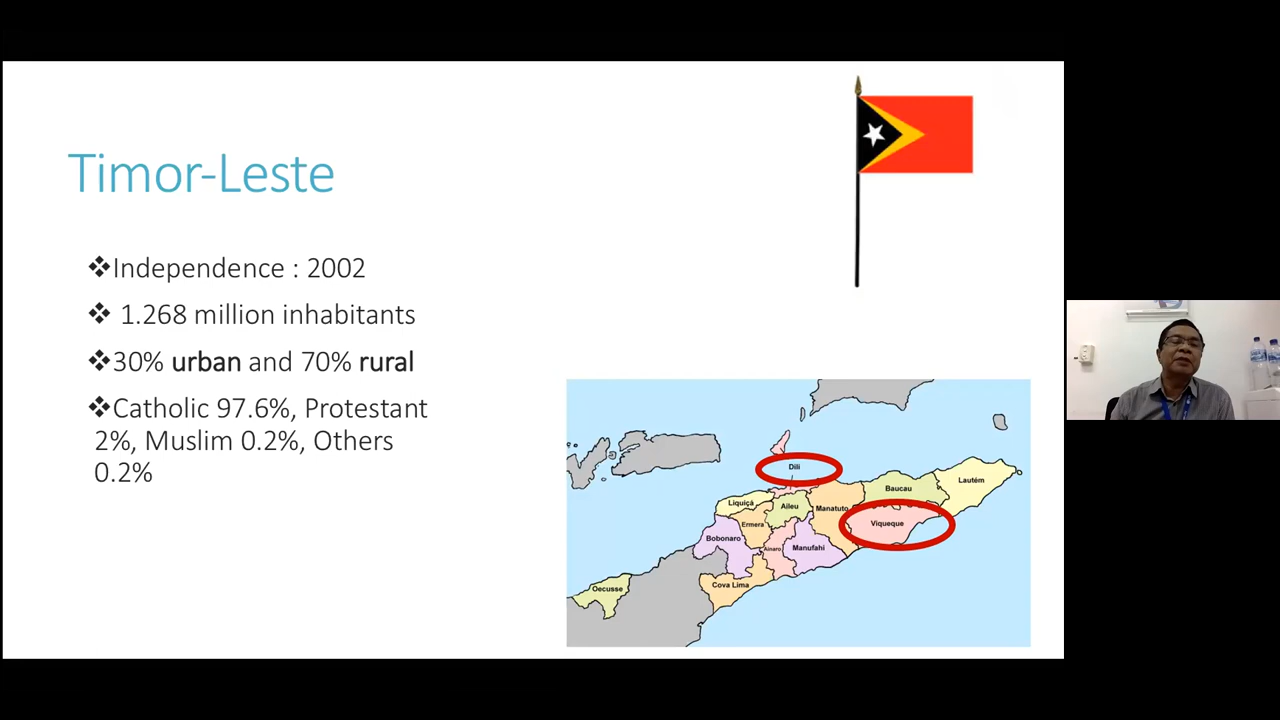 Timor-Leste
❖Independence : 2002
❖ 1.268 million inhabitants
❖30% urban and 70% rural
❖Catholic 97.6%, Protestant
2%, Muslim 0.2%, Others
0.2%
Dili
Lautém
Baucau
Liquiçá
Aileu
Manatuto
Viqueque
Ermera
Bobonaro
Ainaro
Manufahi
Cova Lima
Oecusse